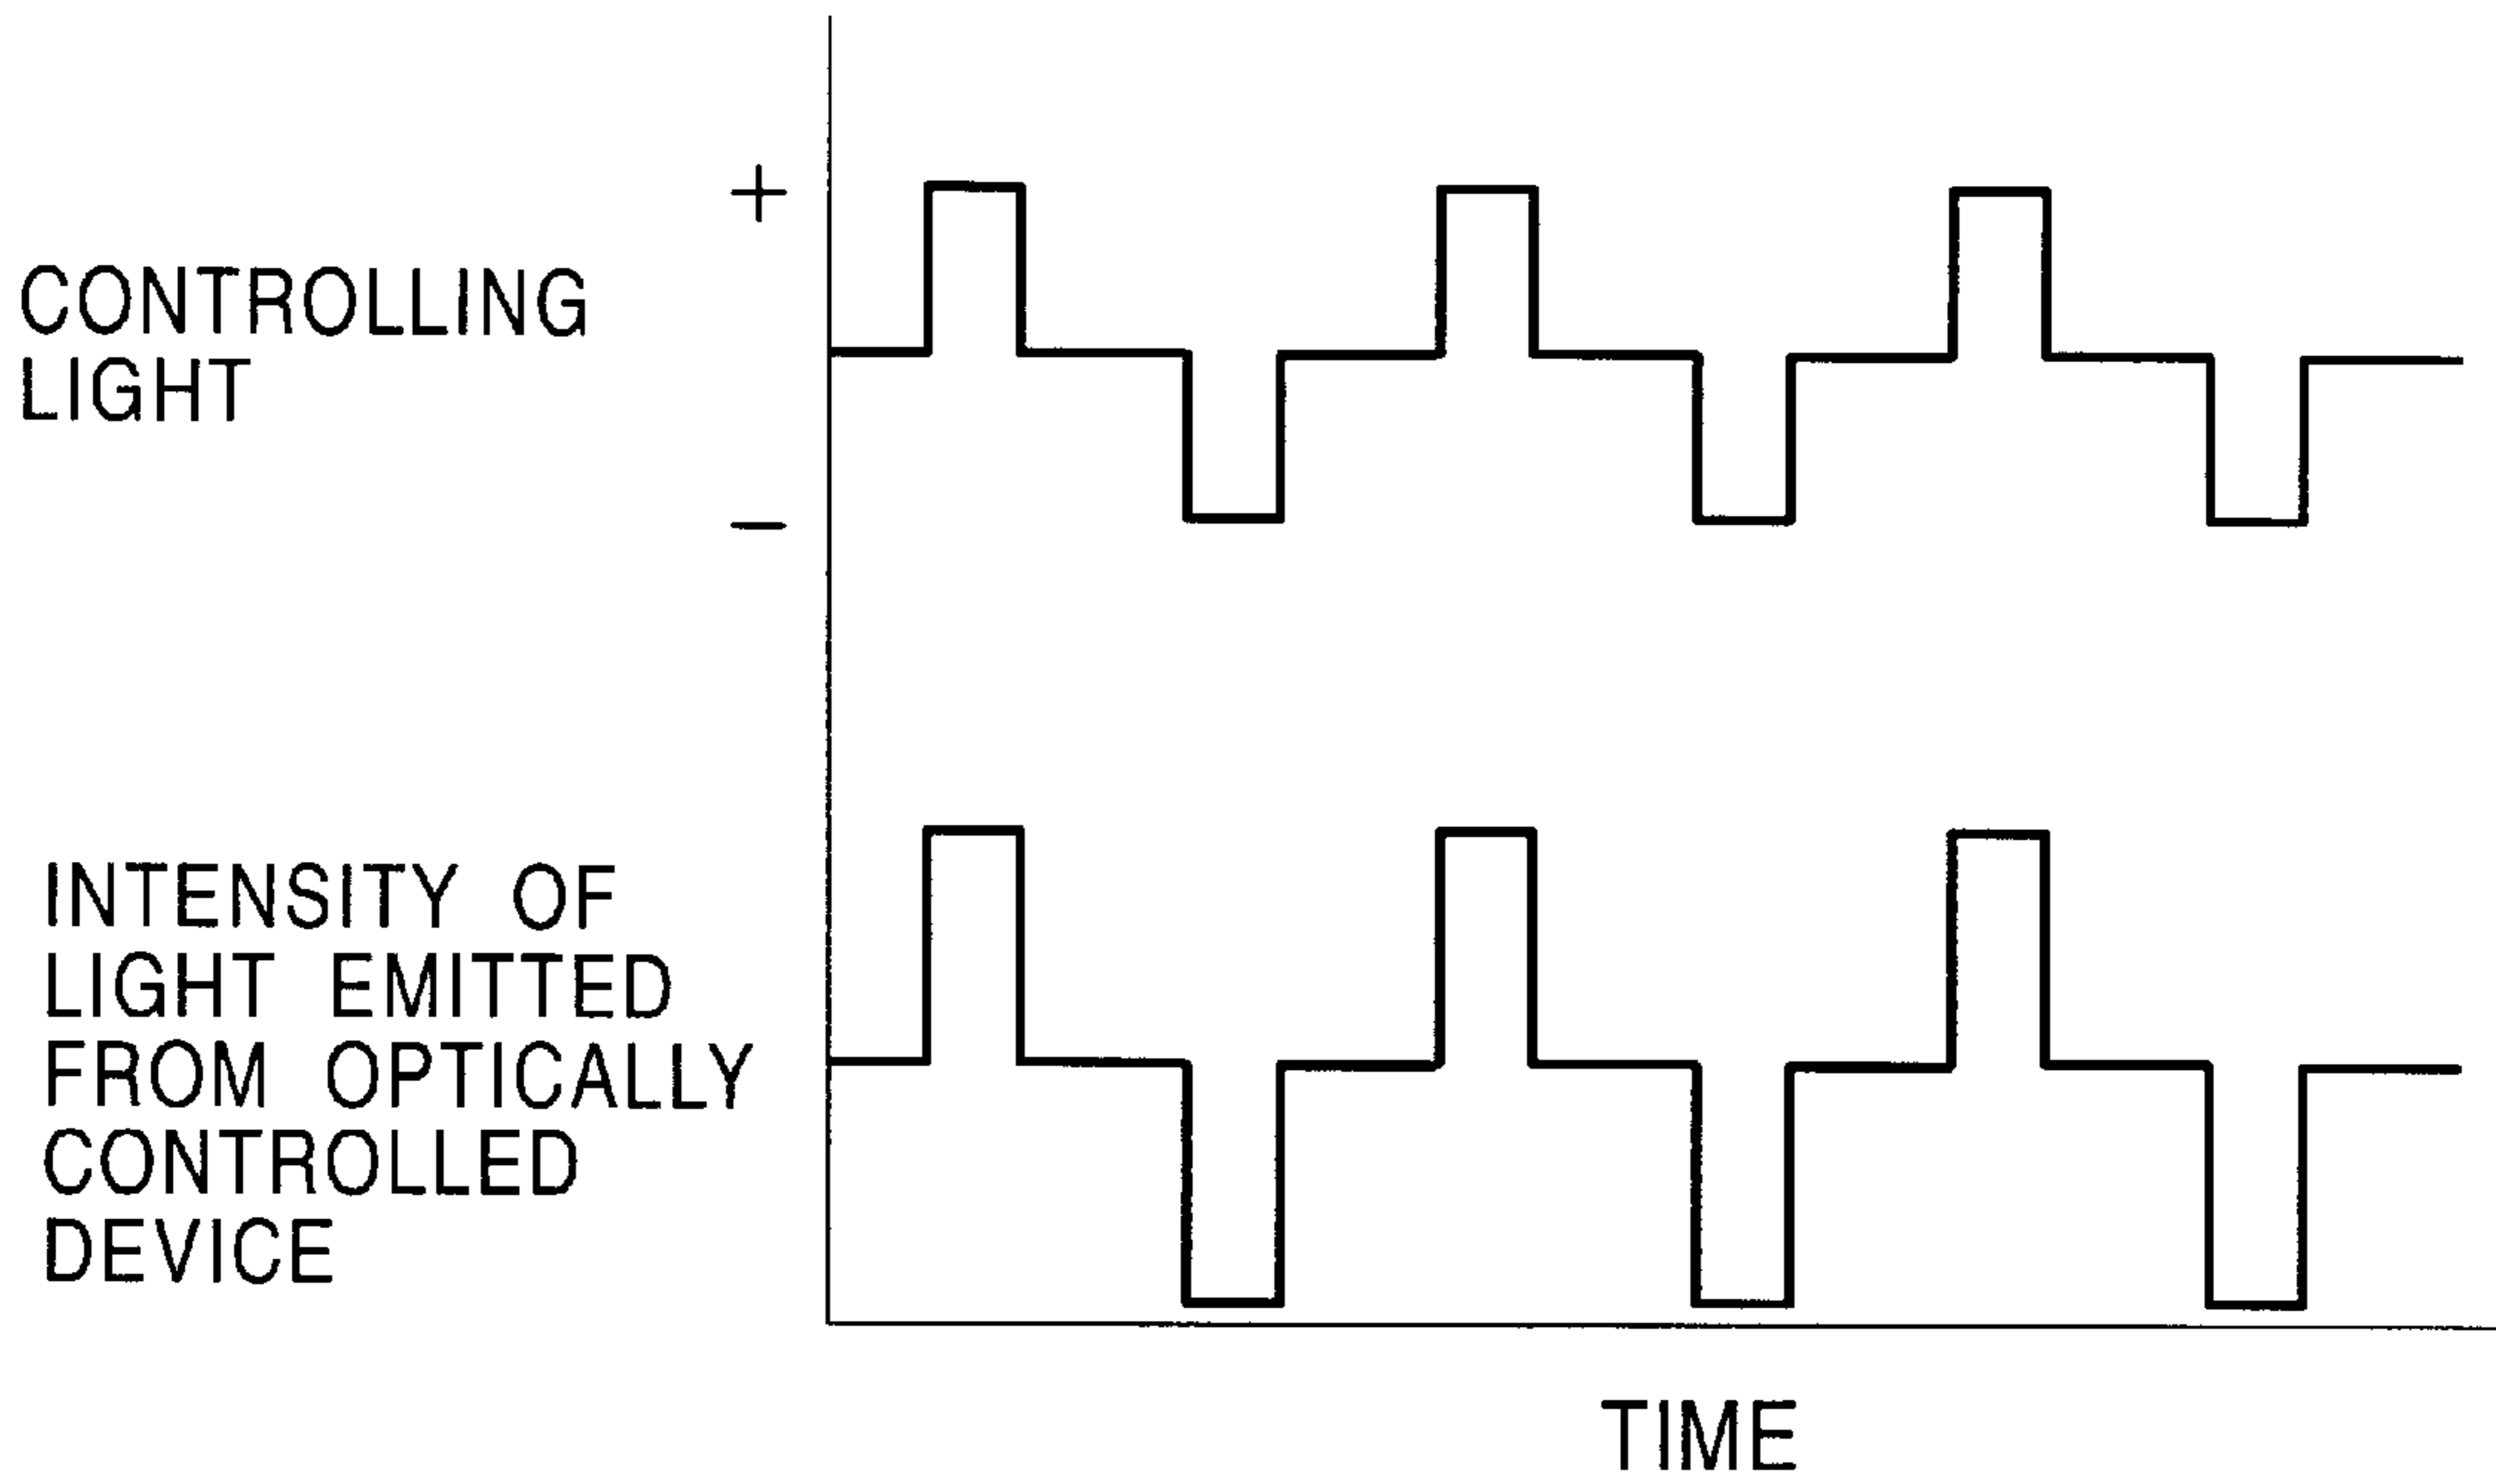 +
CONTROLLING
LIGHT
−
INTENSITY OF
LIGHT EMITTED
FROM OPTICALLY
CONTROLLED
DEVICE
TIME